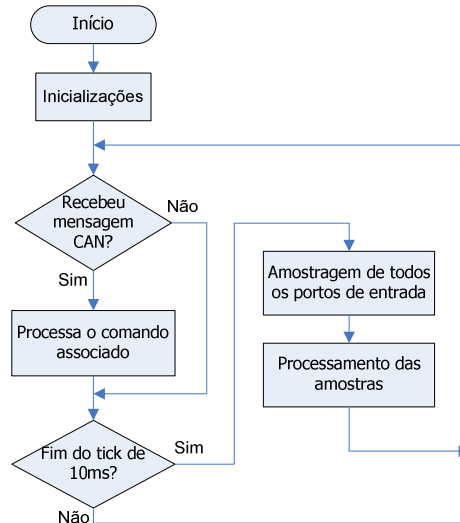 Início
Inicializações
Recebeu
mensagem
CAN?
Não
Sim
Processa o comando
associado
Fim do tick de
10ms?
Sim
Não
Amostragem de todos
os portos de entrada
Processamento das
amostras